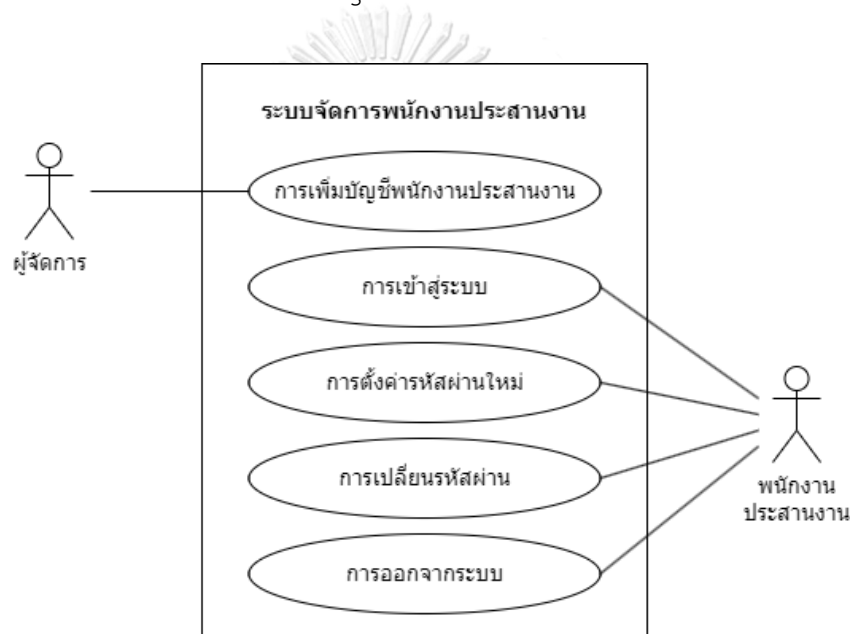 ระบบจัดการพนักงานประสานงาน
การเพิ่มบัญชีพนักงานประสานงาน
ผู้จัดการ
การเข้าสู่ระบบ
การตั้งค่ารหัสผ่านใหม่
การเปลี่ยนรหัสผ่าน
พนักงาน
ประสานงาน
การออกจากระบบ